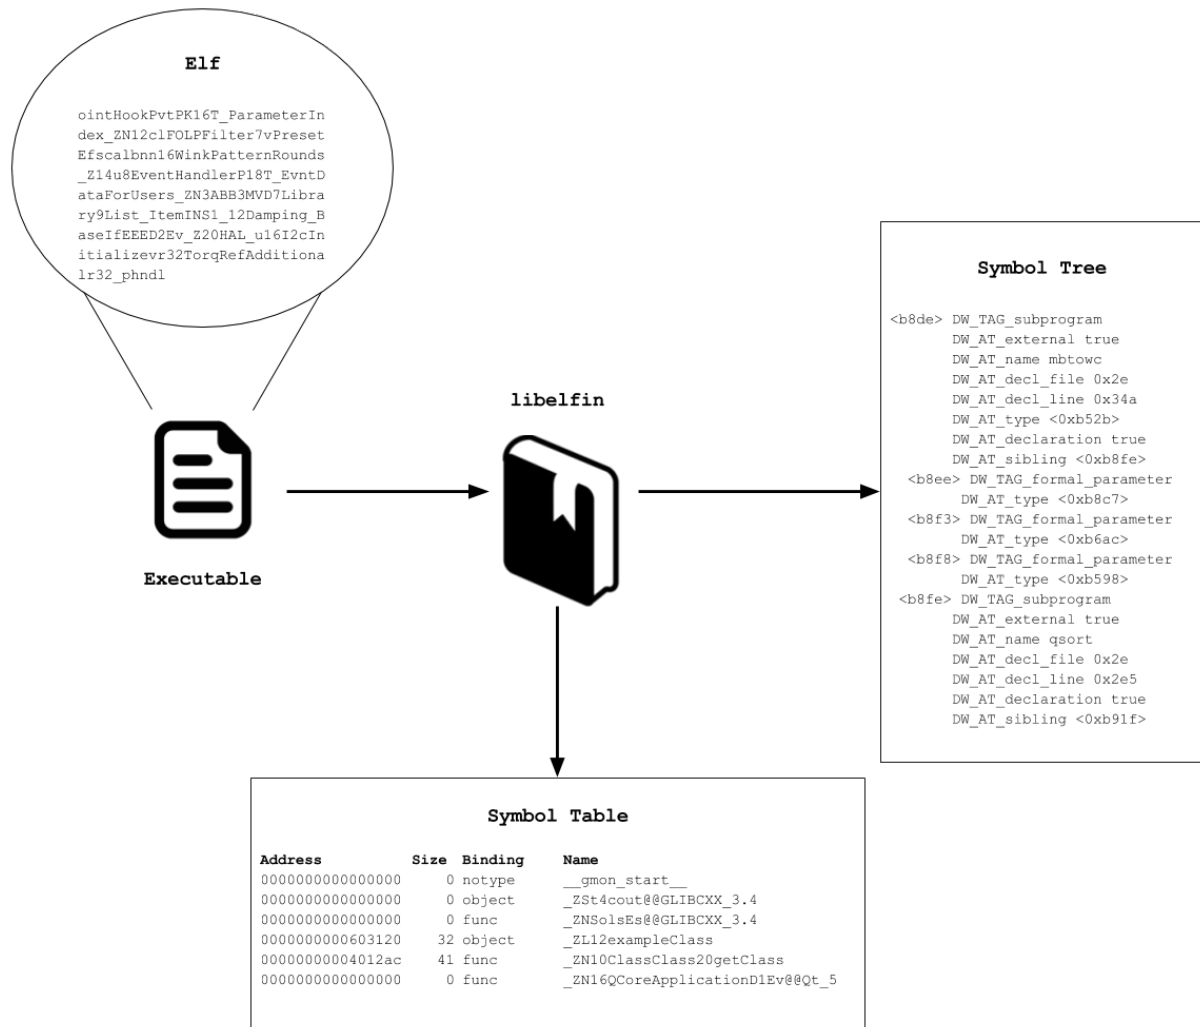 Elf
ointHookPvtPK16T_ParameterIn
dex_ZN12clFOLPFilter7vPreset
Efscalbnn16WinkPatternRounds
_Z14u8EventHandlerP18T_EvntD
ataForUsers_ZN3ABB3MVD7Libra
ry9List_ItemINS1_12Damping_B
aseIfEEED2Ev_Z20HAL_u16I2cIn
itializevr32TorqRefAdditiona
lr32_phndl
Executable
libelfin
Symbol Tree
<b8de> DW_TAG_subprogram
DW_AT_external true
DW_AT_name mbtowc
DW_AT_decl_file 0x2e
DW_AT_decl_line 0x34a
DW_AT_type <0xb52b>
DW_AT_declaration true
DW_AT_sibling <0xb8fe>
<b8ee> DW_TAG_formal_parameter
DW_AT_type <0xb8c7>
<b8f3> DW_TAG_formal_parameter
DW_AT_type <0xb6ac>
<b8f8> DW_TAG_formal_parameter
DW_AT_type <0xb598>
<b8fe> DW_TAG_subprogram
DW_AT_external true
DW_AT_name qsort
DW_AT_decl_file 0x2e
DW_AT_decl_line 0x2e5
DW_AT_declaration true
DW_AT_sibling <0xb91f>
Symbol Table
Address Size Binding Name
0000000000000000 0 notype __gmon_start__
0000000000000000 0 object _ZSt4cout@@GLIBCXX_3.4
0000000000000000 0 func _ZNSolsEs@@GLIBCXX_3.4
0000000000603120 32 object _ZL12exampleClass
00000000004012ac 41 func _ZN10ClassClass20getClass
0000000000000000 0 func _ZN16QCoreApplicationD1Ev@@Qt_5